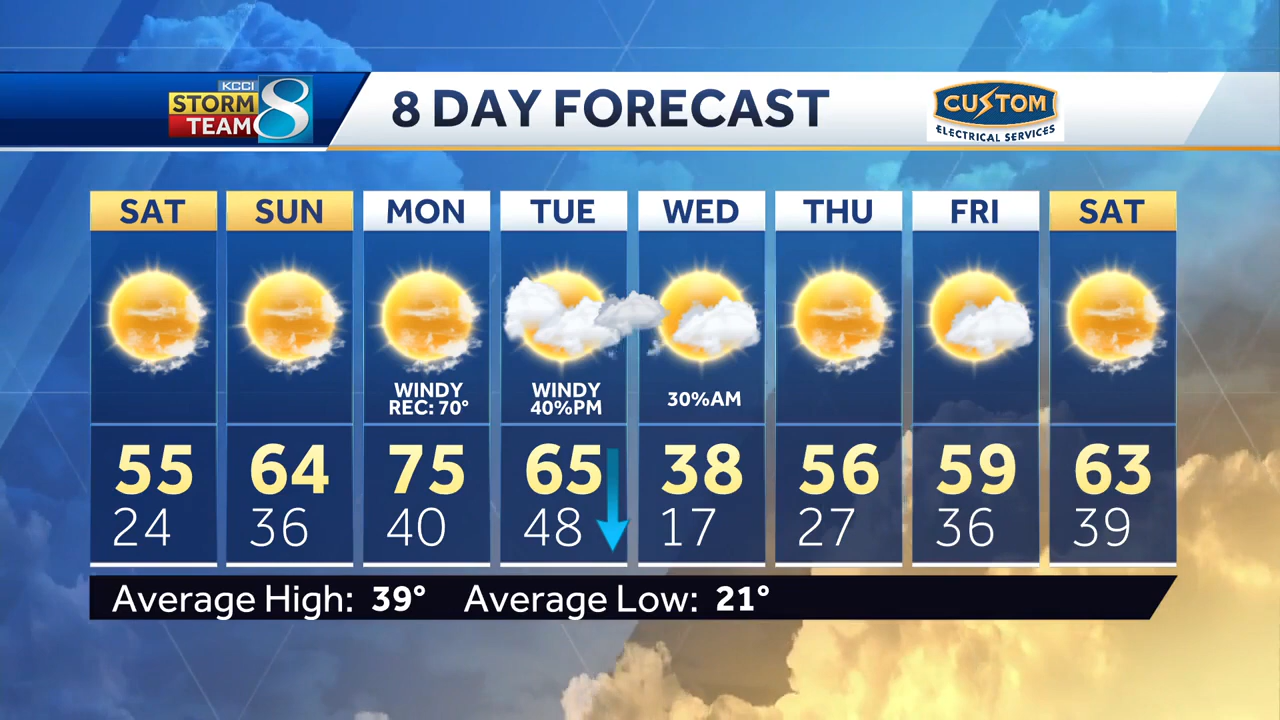 KCCI
STORM
TEAM 8
8 DAY FORECAST
CUSTOM
ELECTRICAL SERVICES
SAT SUN MON TUE WED THU FRI SAT
WINDY
REC: 70°
WINDY
40%PM
30%AM
55 64 75 65 38 56 59 63
24 36 40 48 17 27 36 39
Average High: 39° Average Low: 21°